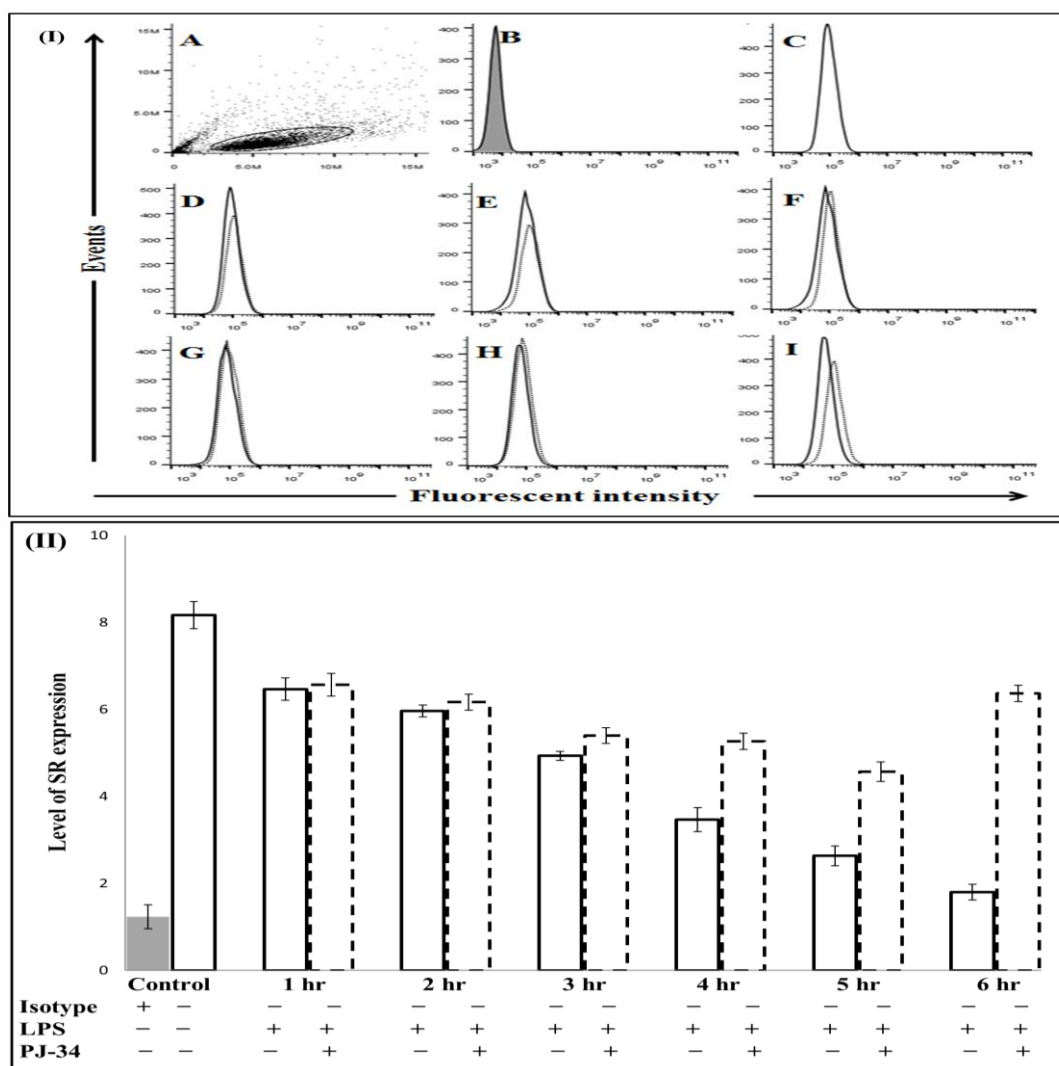 (I)
Events
A
15M
10M
5.0M
0
0 5.0M 10M 15M
B
400
300
200
100
0
10³ 10⁵ 10⁷ 10⁹ 10¹¹
C
400
300
200
100
0
10³ 10⁵ 10⁷ 10⁹ 10¹¹
D
500
400
300
200
100
0
10³ 10⁵ 10⁷ 10⁹ 10¹¹
E
500
400
300
200
100
0
10³ 10⁵ 10⁷ 10⁹ 10¹¹
F
400
300
200
100
0
10³ 10⁵ 10⁷ 10⁹ 10¹¹
G
400
300
200
100
0
10³ 10⁵ 10⁷ 10⁹ 10¹¹
H
400
300
200
100
0
10³ 10⁵ 10⁷ 10⁹ 10¹¹
I
400
300
200
100
0
10³ 10⁵ 10⁷ 10⁹ 10¹¹
Fluorescent intensity
(II)
Level of SR expression
10
8
6
4
2
0
Control 1 hr 2 hr 3 hr 4 hr 5 hr 6 hr
Isotype + − − − − − − −
LPS − − + + + + + + + + + + + +
PJ-34 − − − + − + − + − + − + − +